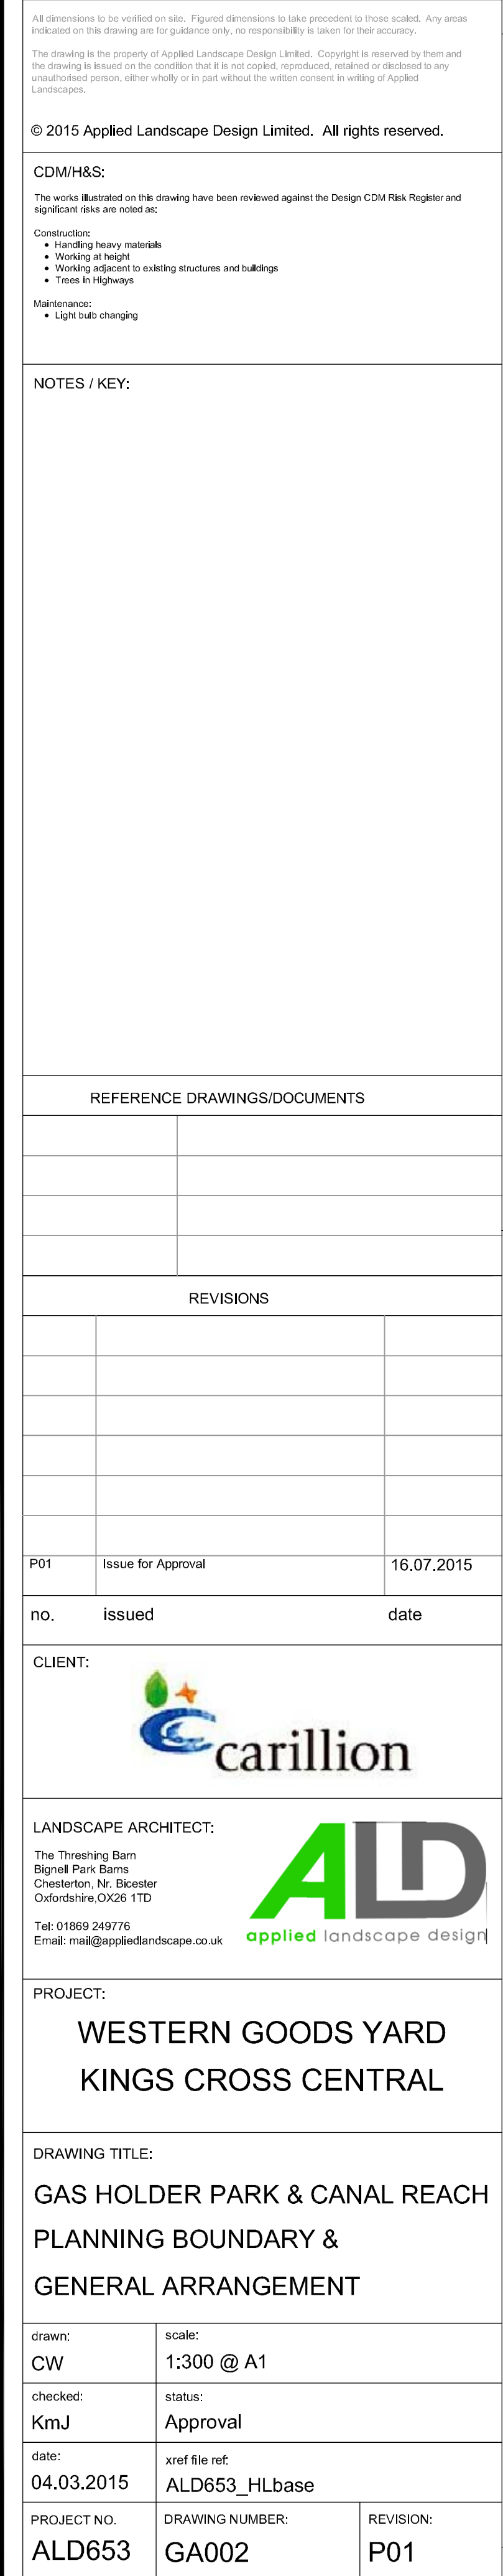 All dimensions to be verified on site. Figured dimensions to take precedent to those scaled. Any areas
indicated on this drawing are for guidance only, no responsibility is taken for their accuracy.
The drawing is the property of Applied Landscape Design Limited. Copyright is reserved by them and
the drawing is issued on the condition that it is not copied, reproduced, retained or disclosed to any
unauthorised person, either wholly or in part without the written consent in writing of Applied
Landscapes.
© 2015 Applied Landscape Design Limited. All rights reserved.
CDM/H&S:
The works illustrated on this drawing have been reviewed against the Design CDM Risk Register and
significant risks are noted as:
Construction:
• Handling heavy materials
• Working at height
• Working adjacent to existing structures and buildings
• Trees in Highways
Maintenance:
• Light bulb changing
NOTES / KEY:
REFERENCE DRAWINGS/DOCUMENTS
REVISIONS
P01 Issue for Approval 16.07.2015
no. issued date
CLIENT:
carillion
LANDSCAPE ARCHITECT:
The Threshing Barn
Bignell Park Barns
Chesterton, Nr. Bicester
Oxfordshire,OX26 1TD
Tel: 01869 249776
Email: mail@appliedlandscape.co.uk
ALD
applied landscape design
PROJECT:
WESTERN GOODS YARD
KINGS CROSS CENTRAL
DRAWING TITLE:
GAS HOLDER PARK & CANAL REACH
PLANNING BOUNDARY &
GENERAL ARRANGEMENT
drawn: scale:
CW 1:300 @ A1
checked: status:
KmJ Approval
date: xref file ref:
04.03.2015 ALD653_HLbase
PROJECT NO. DRAWING NUMBER: REVISION:
ALD653 GA002 P01